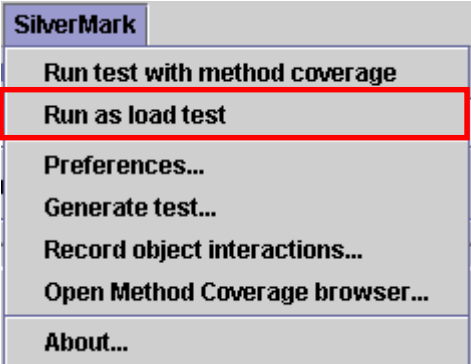 SilverMark
Run test with method coverage
Run as load test
Preferences...
Generate test...
Record object interactions...
Open Method Coverage browser...
About...